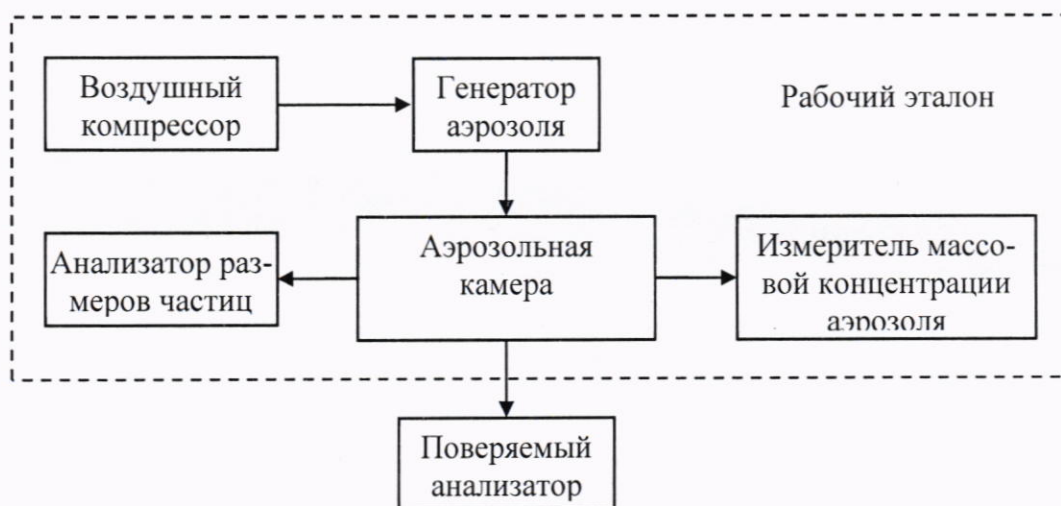 Воздушный
компрессор
Генератор
аэрозоля
Рабочий эталон
Анализатор раз-
меров частиц
Аэрозольная
камера
Измеритель массо-
вой концентрации
аэрозоля
Поверяемый
анализатор